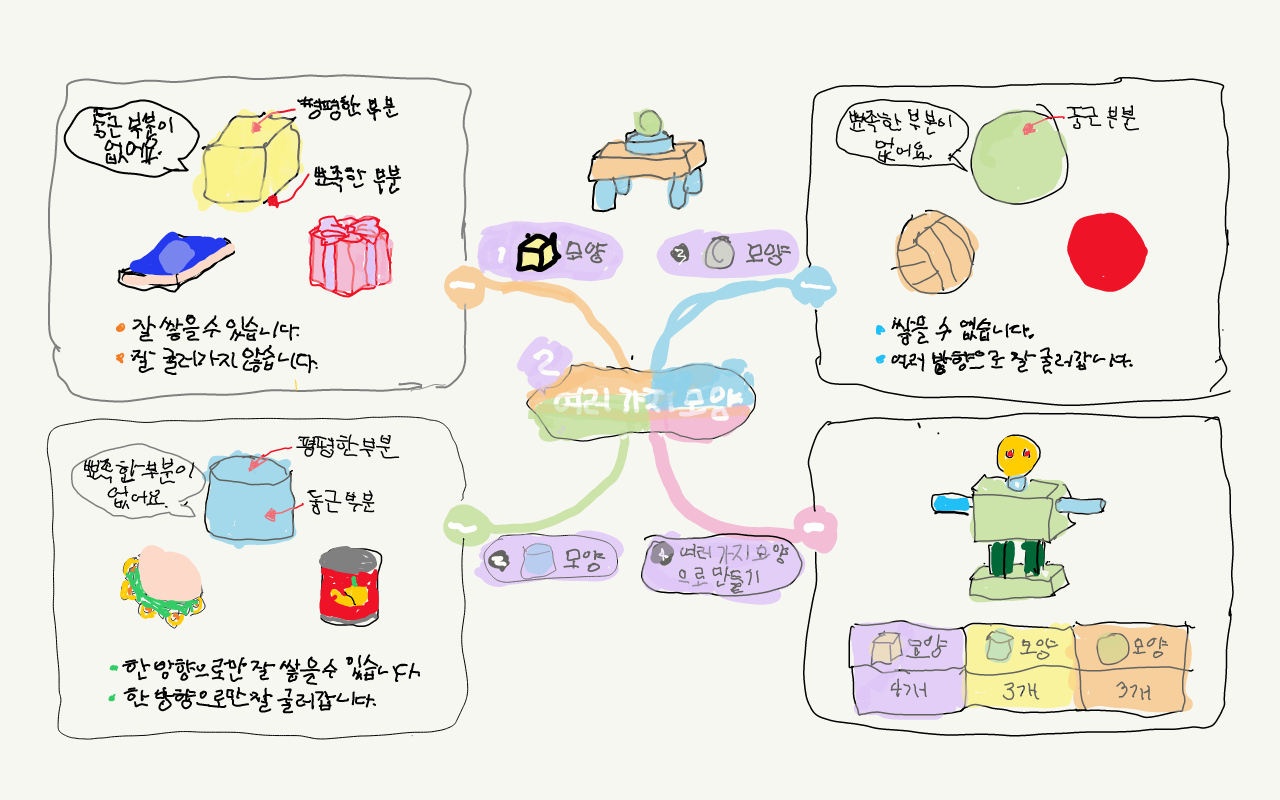 둥근 부분이
없어요.
평평한 부분
뾰족한 부분
잘 쌓을 수 있습니다.
잘 굴러가지 않습니다.
1 모양
3 모양
뾰족한 부분이
없어요.
둥근 부분
쌓을 수 없습니다.
여러 방향으로 잘 굴러갑니다.
2
여러 가지 모양
뾰족한 부분이
없어요.
평평한 부분
둥근 부분
한 방향으로만 잘 쌓을 수 있습니다.
한 방향으로만 잘 굴러갑니다.
2 모양
4 여러 가지 모양
으로 만들기
모양 모양 모양
4개 3개 3개